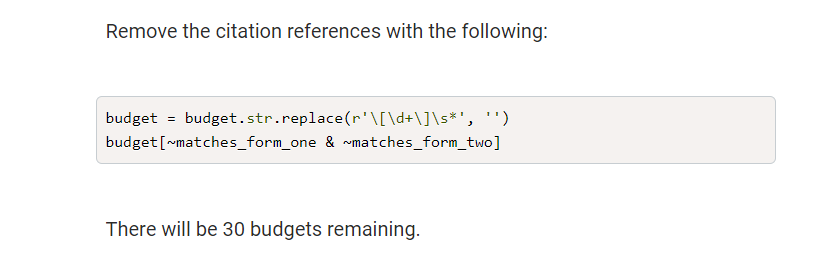 Remove the citation references with the following:
budget = budget.str.replace(r'\[\d+\]\s*', '')
budget[~matches_form_one & ~matches_form_two]
There will be 30 budgets remaining.